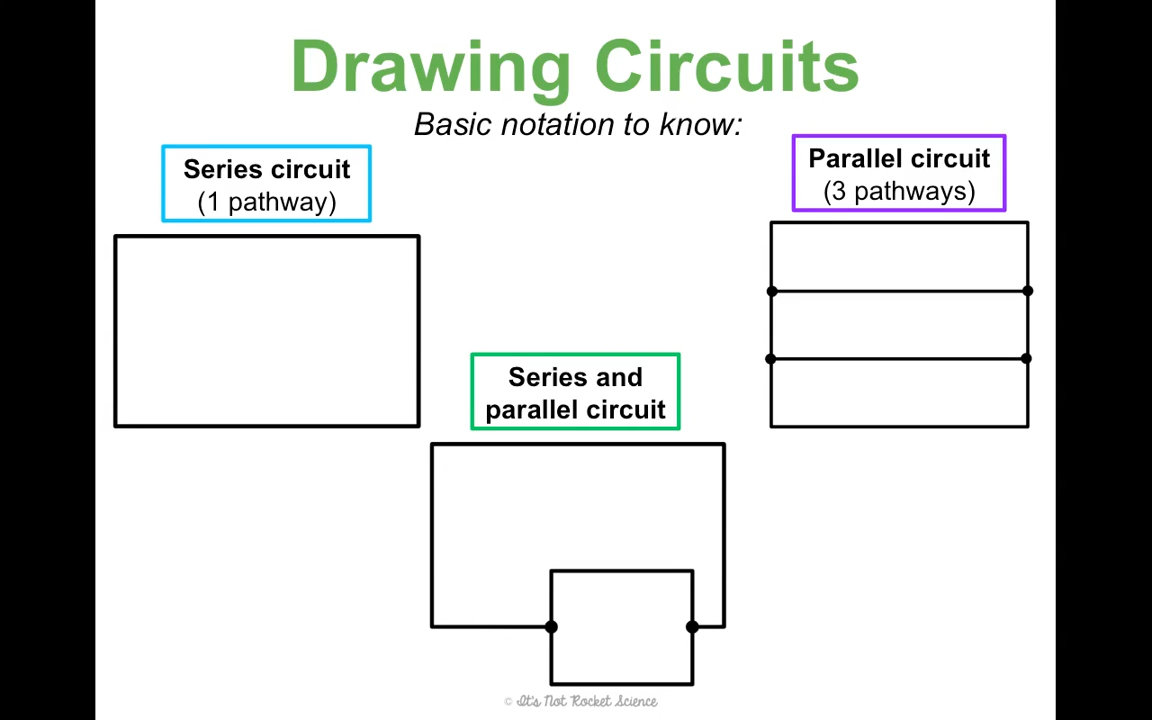 Drawing Circuits
Basic notation to know:
Series circuit
(1 pathway)
Parallel circuit
(3 pathways)
Series and
parallel circuit
© It's Not Rocket Science